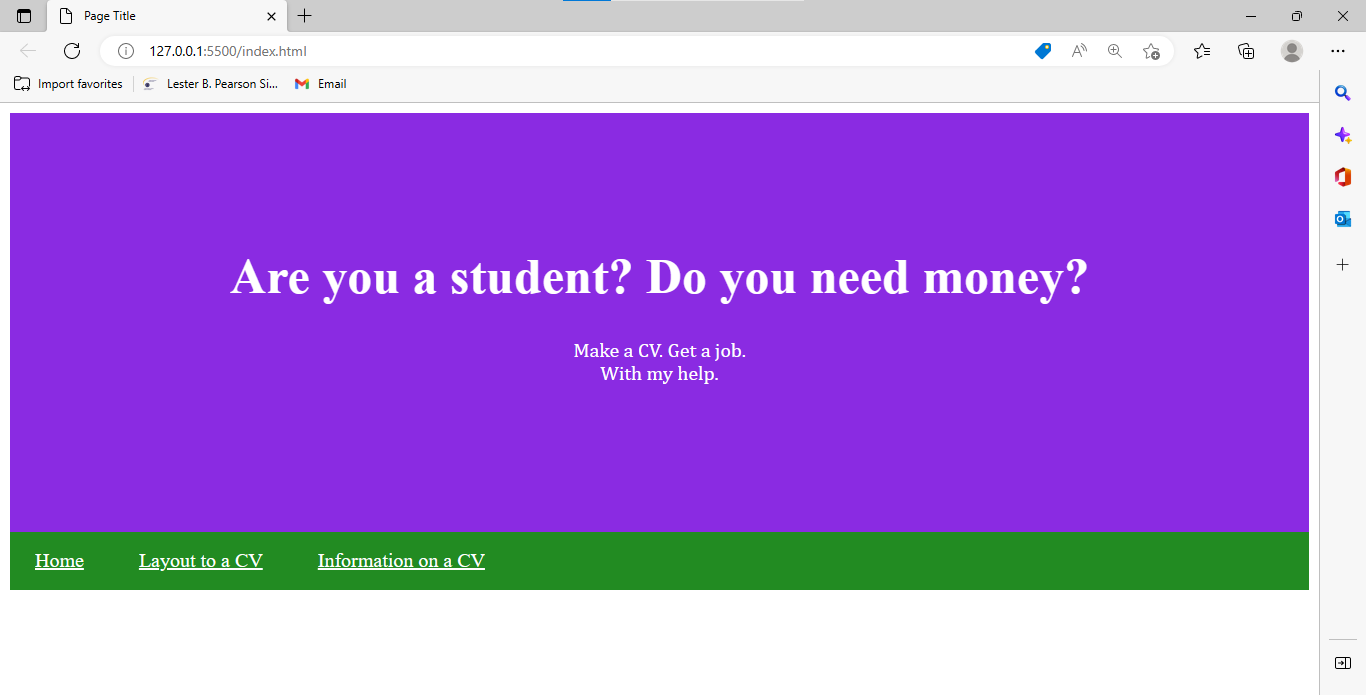 Page Title
127.0.0.1:5500/index.html
Import favorites
Lester B. Pearson Si...
Email
Are you a student? Do you need money?
Make a CV. Get a job.
With my help.
Home Layout to a CV Information on a CV